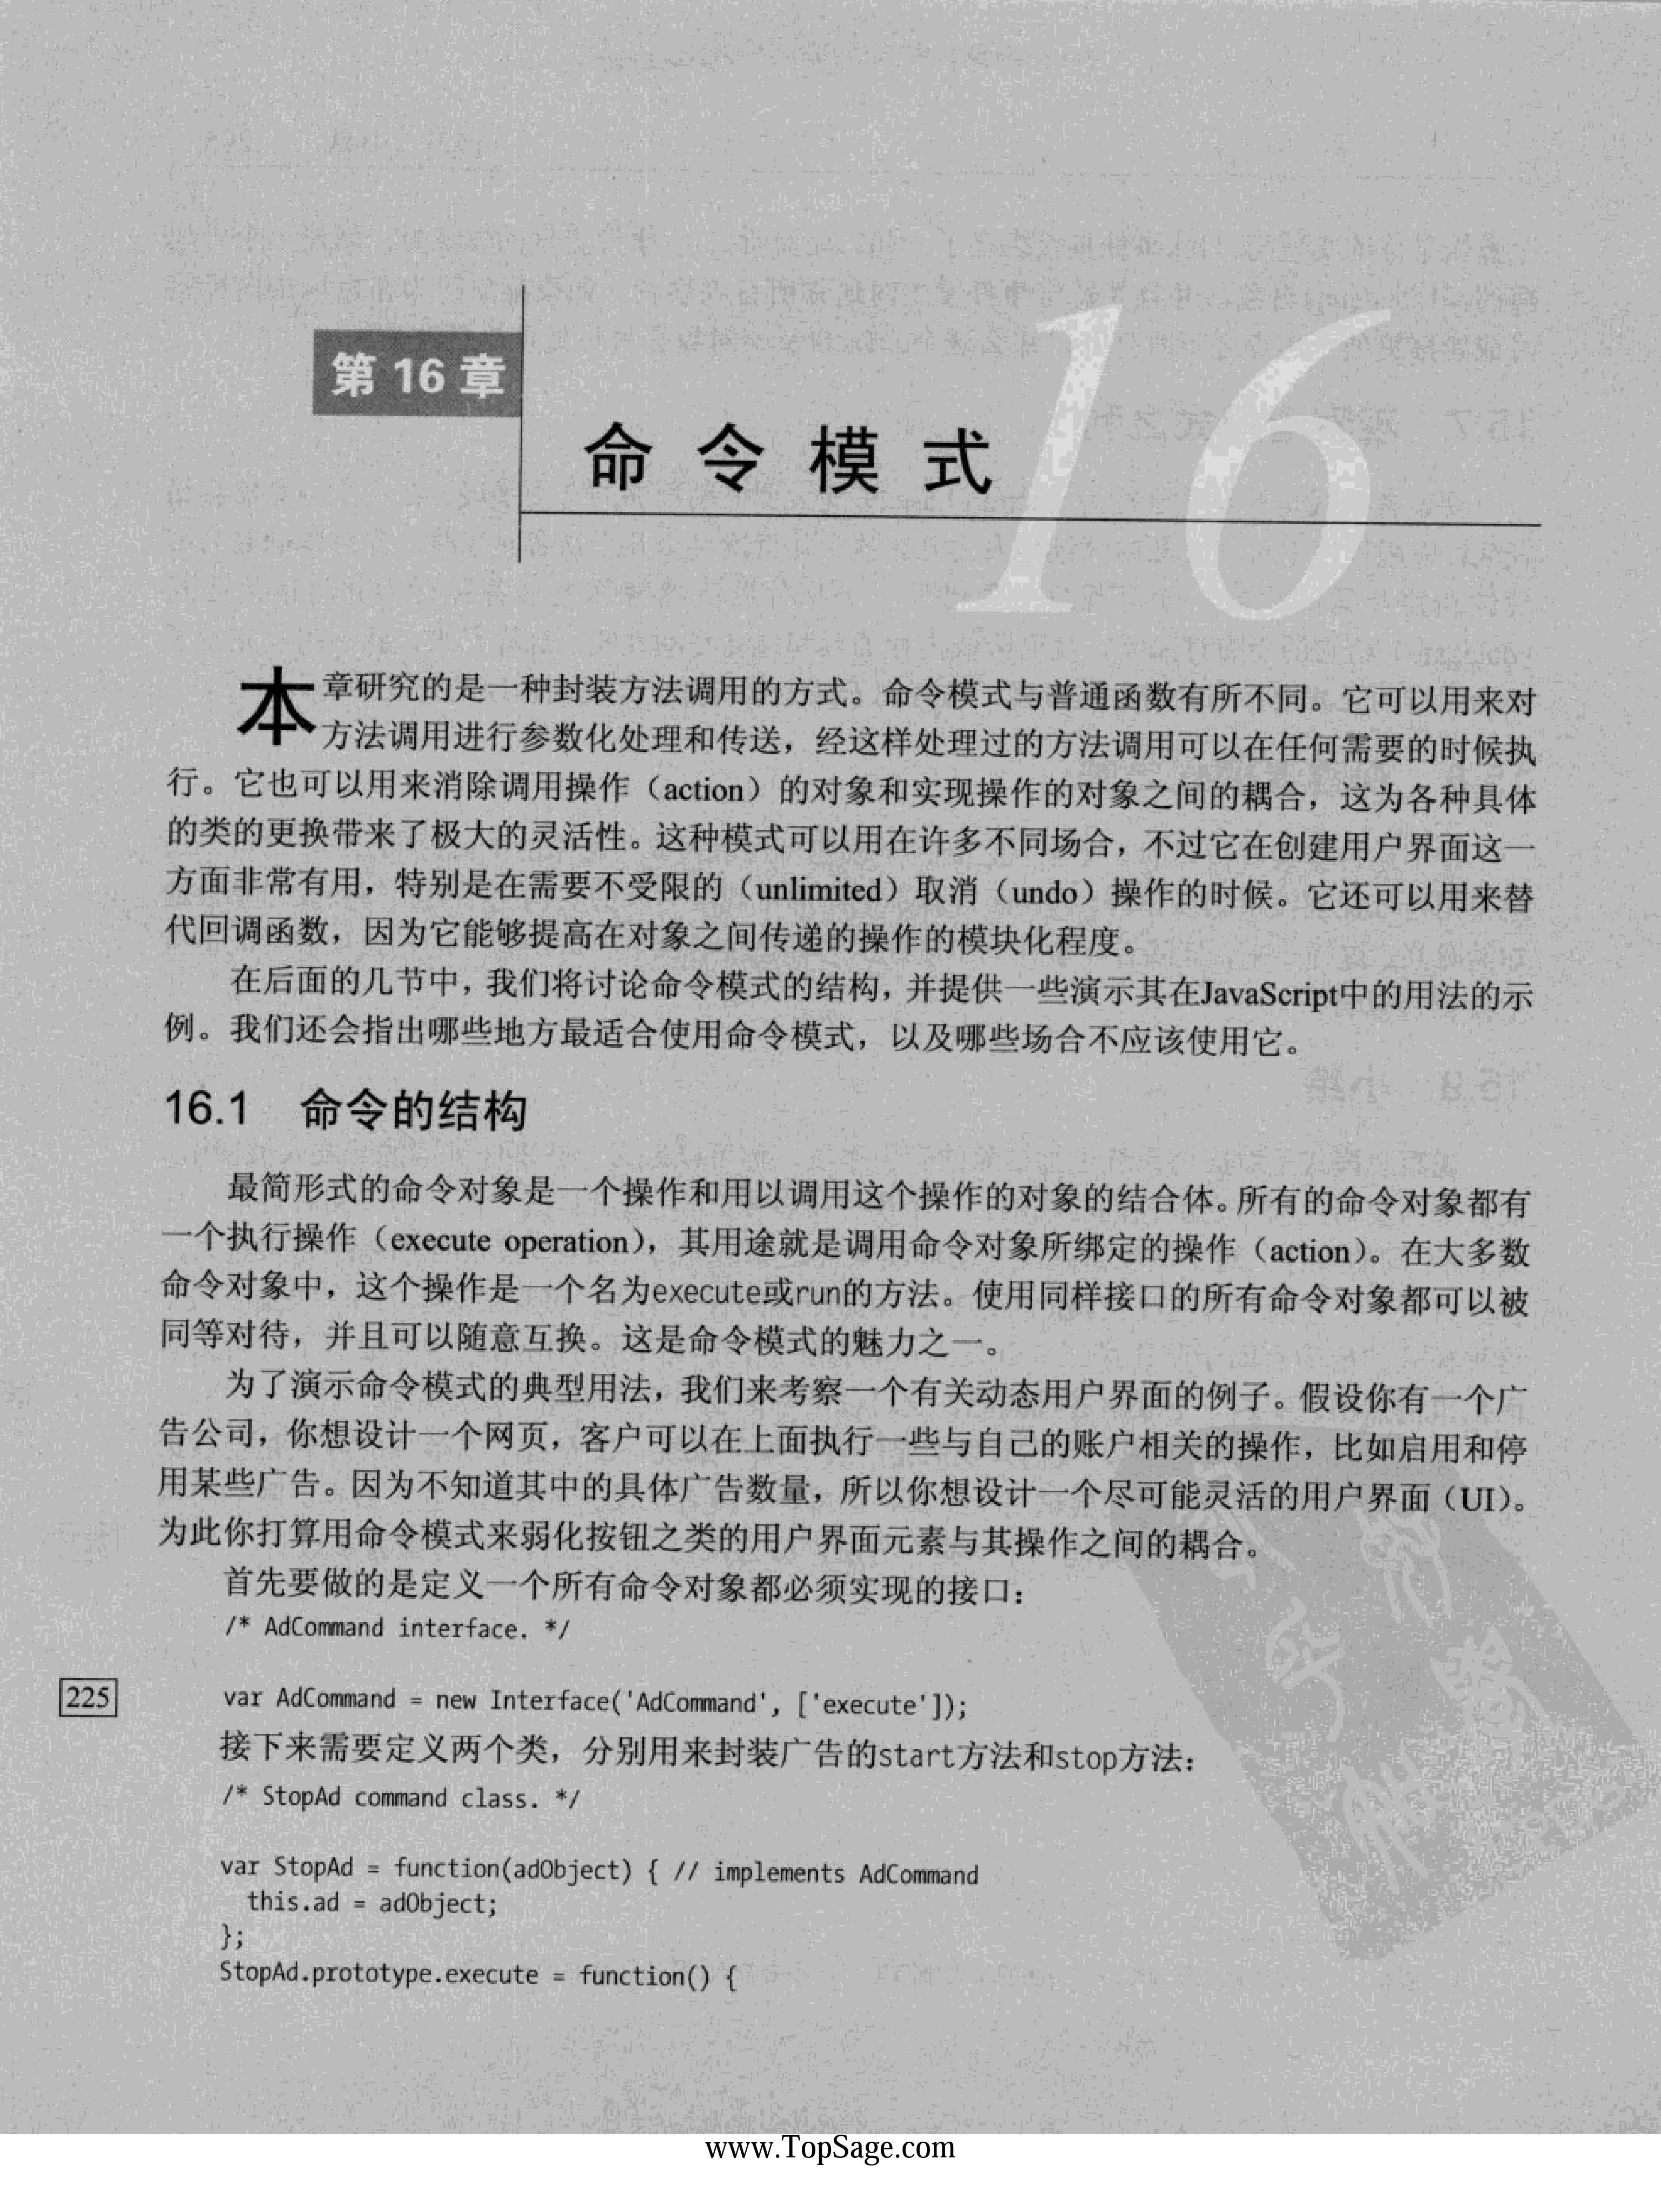 第 16 章
16
命令模式
本章研究的是一种封装方法调用的方式。命令模式与普通函数有所不同。它可以用来对
方法调用进行参数化处理和传送，经这样处理过的方法调用可以在任何需要的时候执
行。它也可以用来消除调用操作（action）的对象和实现操作的对象之间的耦合，这为各种具体
的类的更换带来了极大的灵活性。这种模式可以用在许多不同场合，不过它在创建用户界面这一
方面非常有用，特别是在需要不受限的（unlimited）取消（undo）操作的时候。它还可以用来替
代回调函数，因为它能够提高在对象之间传递的操作的模块化程度。
在后面的几节中，我们将讨论命令模式的结构，并提供一些演示其在JavaScript中的用法的示
例。我们还会指出哪些地方最适合使用命令模式，以及哪些场合不应该使用它。
16.1 命令的结构
最简形式的命令对象是一个操作和用以调用这个操作的对象的结合体。所有的命令对象都有
一个执行操作（execute operation），其用途就是调用命令对象所绑定的操作（action）。在大多数
命令对象中，这个操作是一个名为execute或run的方法。使用同样接口的所有命令对象都可以被
同等对待，并且可以随意互换。这是命令模式的魅力之一。
为了演示命令模式的典型用法，我们来考察一个有关动态用户界面的例子。假设你有一个广
告公司，你想设计一个网页，客户可以在上面执行一些与自己的账户相关的操作，比如启用和停
用某些广告。因为不知道其中的具体广告数量，所以你想设计一个尽可能灵活的用户界面（UI）。
为此你打算用命令模式来弱化按钮之类的用户界面元素与其操作之间的耦合。
首先要做的是定义一个所有命令对象都必须实现的接口：
/* AdCommand interface. */
225
var AdCommand = new Interface('AdCommand', ['execute']);
接下来需要定义两个类，分别用来封装广告的start方法和stop方法：
/* StopAd command class. */
var StopAd = function(adObject) { // implements AdCommand
this.ad = adObject;
};
StopAd.prototype.execute = function() {
www.TopSage.com